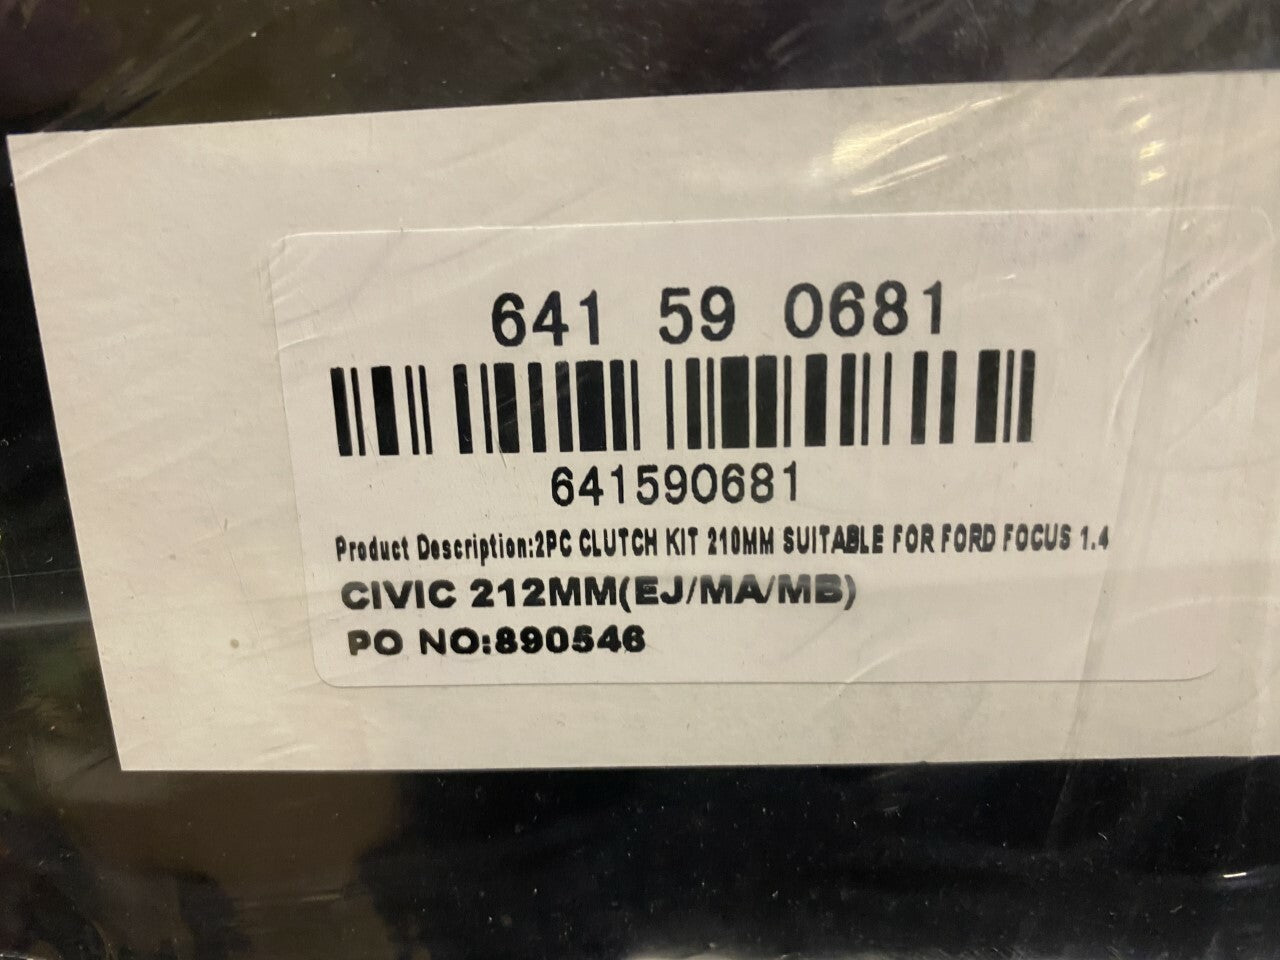 641 59 0681
641590681
Product Description:2PC CLUTCH KIT 210MM SUITABLE FOR FORD FOCUS 1.4
CIVIC 212MM(EJ/MA/MB)
PO NO:890546